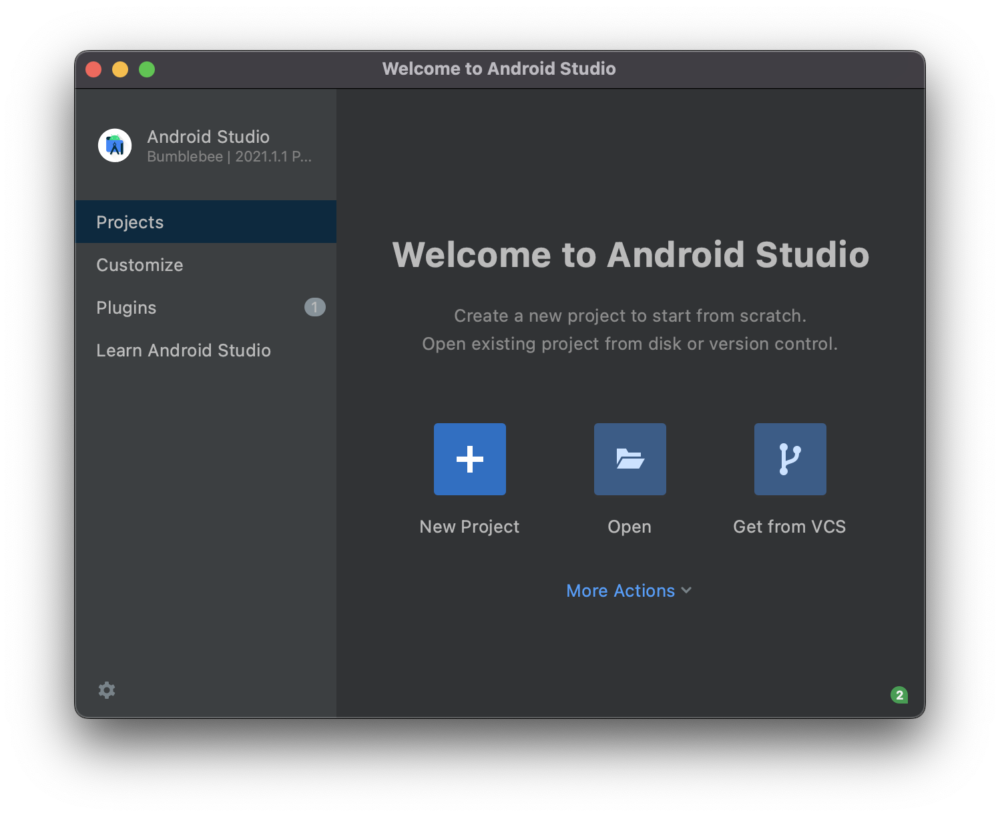 Welcome to Android Studio
Android Studio
Bumblebee | 2021.1.1 P...
Projects
Customize
Plugins 1
Learn Android Studio
Welcome to Android Studio
Create a new project to start from scratch.
Open existing project from disk or version control.
New Project
Open
Get from VCS
More Actions
2